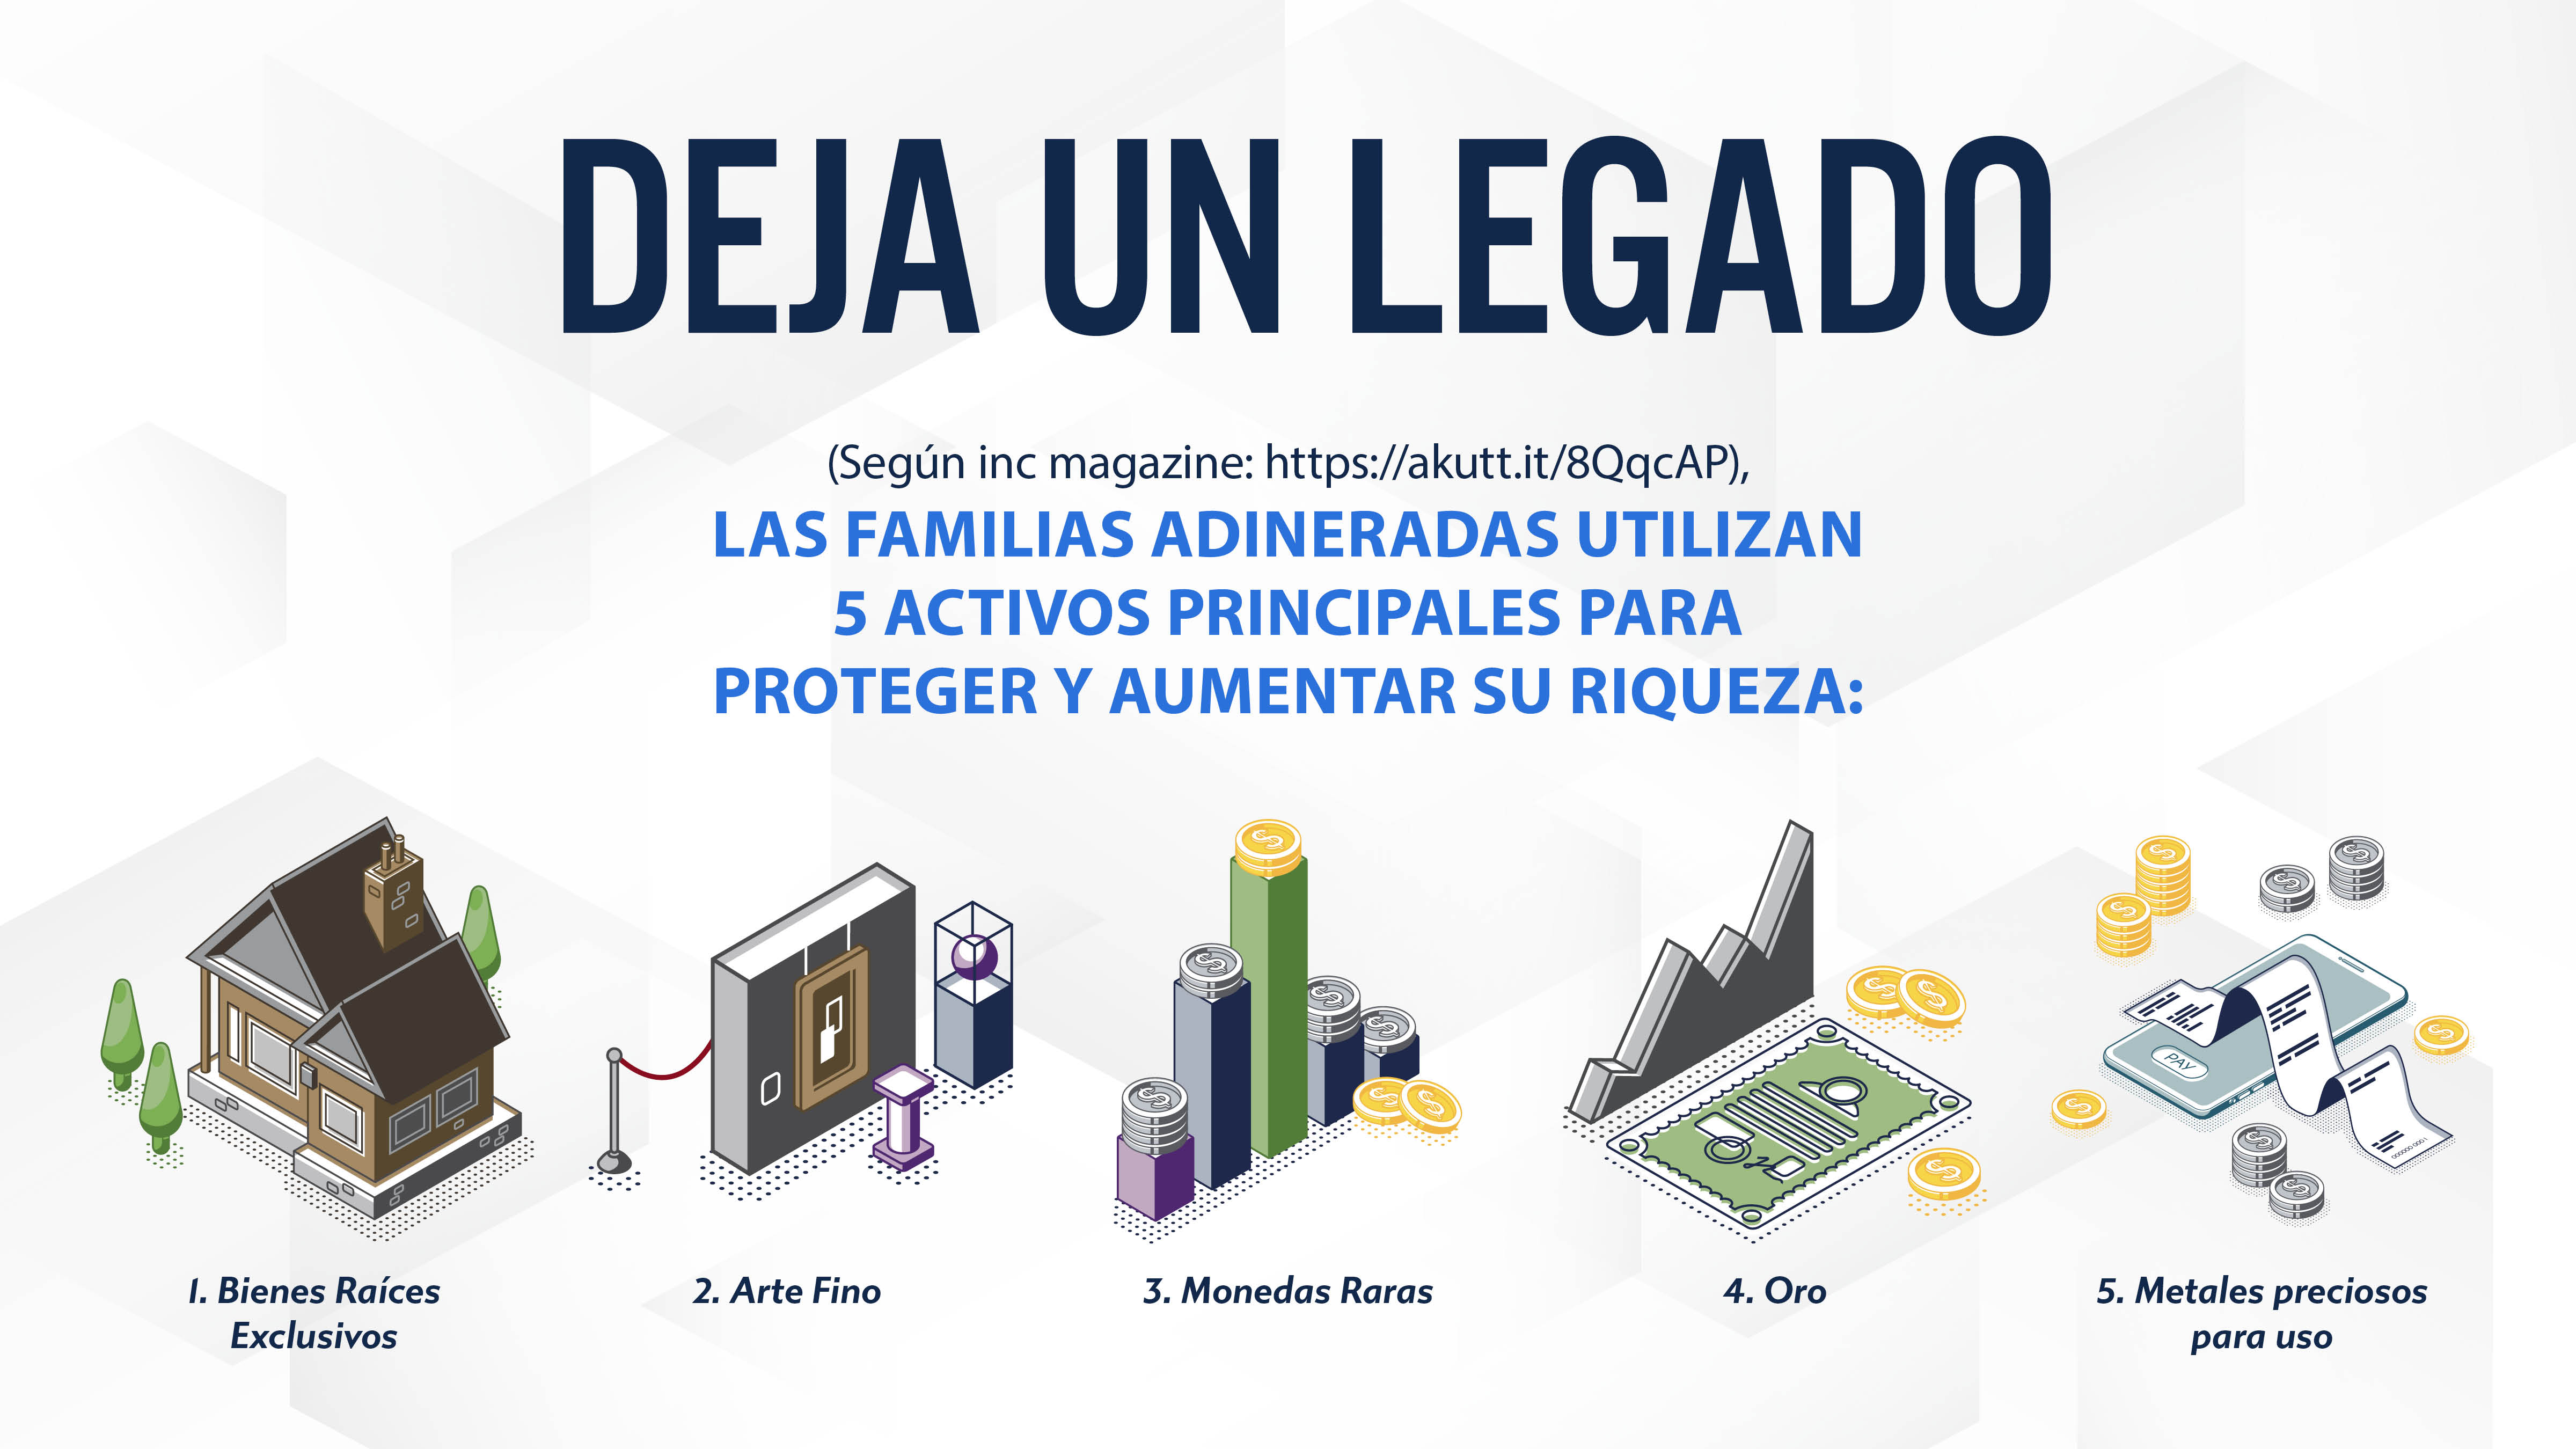 DEJA UN LEGADO
(Según inc magazine: https://akutt.it/8QqcAP),
LAS FAMILIAS ADINERADAS UTILIZAN
5 ACTIVOS PRINCIPALES PARA
PROTEGER Y AUMENTAR SU RIQUEZA:
PAY
1. Bienes Raíces
Exclusivos
2. Arte Fino
3. Monedas Raras
4. Oro
5. Metales preciosos
para uso